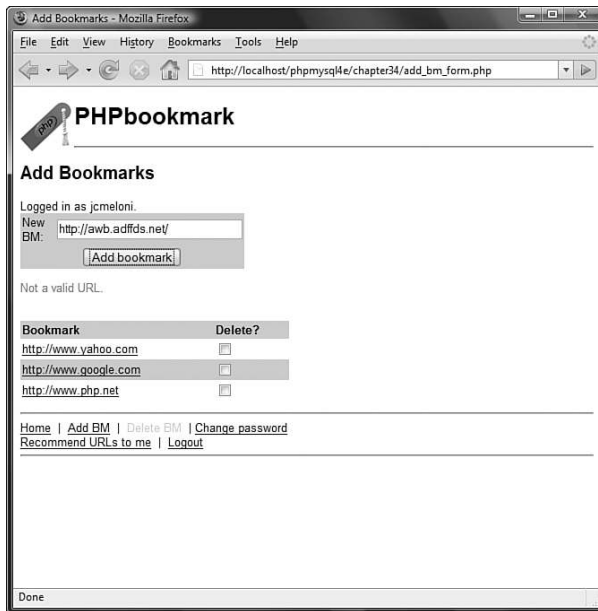 Add Bookmarks - Mozilla Firefox
File Edit View History Bookmarks Tools Help
http://localhost/phpmysql4e/chapter34/add_bm_form.php
php
PHPbookmark
Add Bookmarks
Logged in as jcmeloni.
New BM: http://awb.adffds.net/
Add bookmark
Not a valid URL.
Bookmark Delete?
http://www.yahoo.com
http://www.google.com
http://www.php.net
Home | Add BM | Delete BM | Change password
Recommend URLs to me | Logout
Done